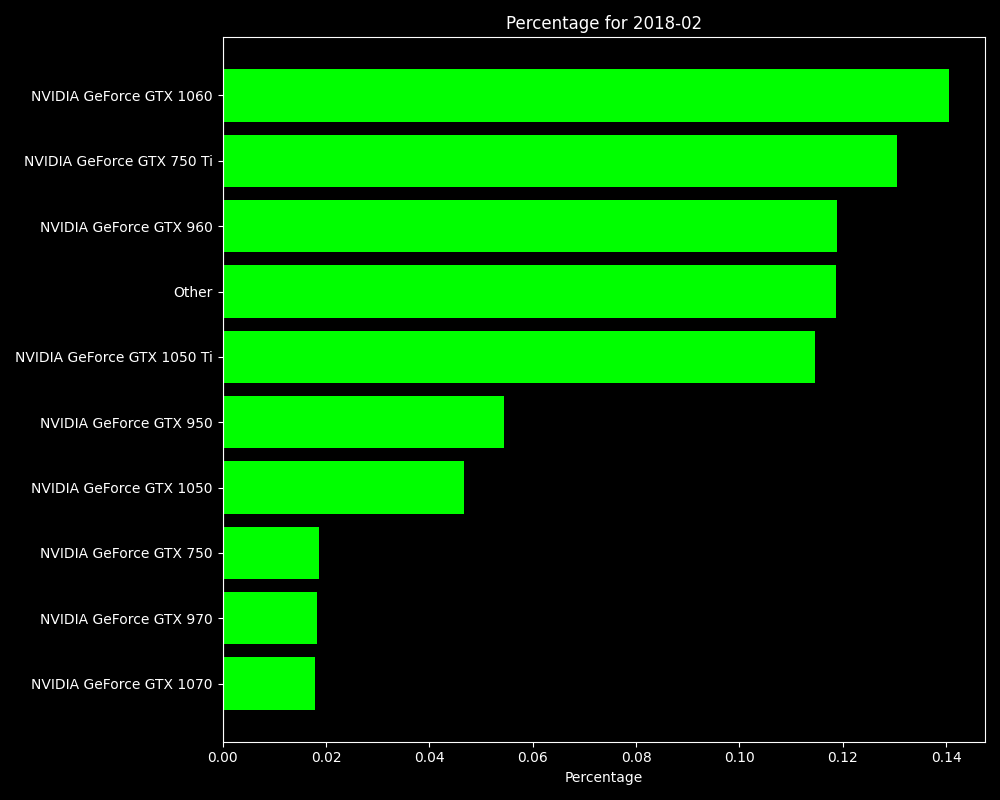 Percentage for 2018-02
NVIDIA GeForce GTX 1060
NVIDIA GeForce GTX 750 Ti
NVIDIA GeForce GTX 960
Other
NVIDIA GeForce GTX 1050 Ti
NVIDIA GeForce GTX 950
NVIDIA GeForce GTX 1050
NVIDIA GeForce GTX 750
NVIDIA GeForce GTX 970
NVIDIA GeForce GTX 1070
0.00 0.02 0.04 0.06 0.08 0.10 0.12 0.14
Percentage